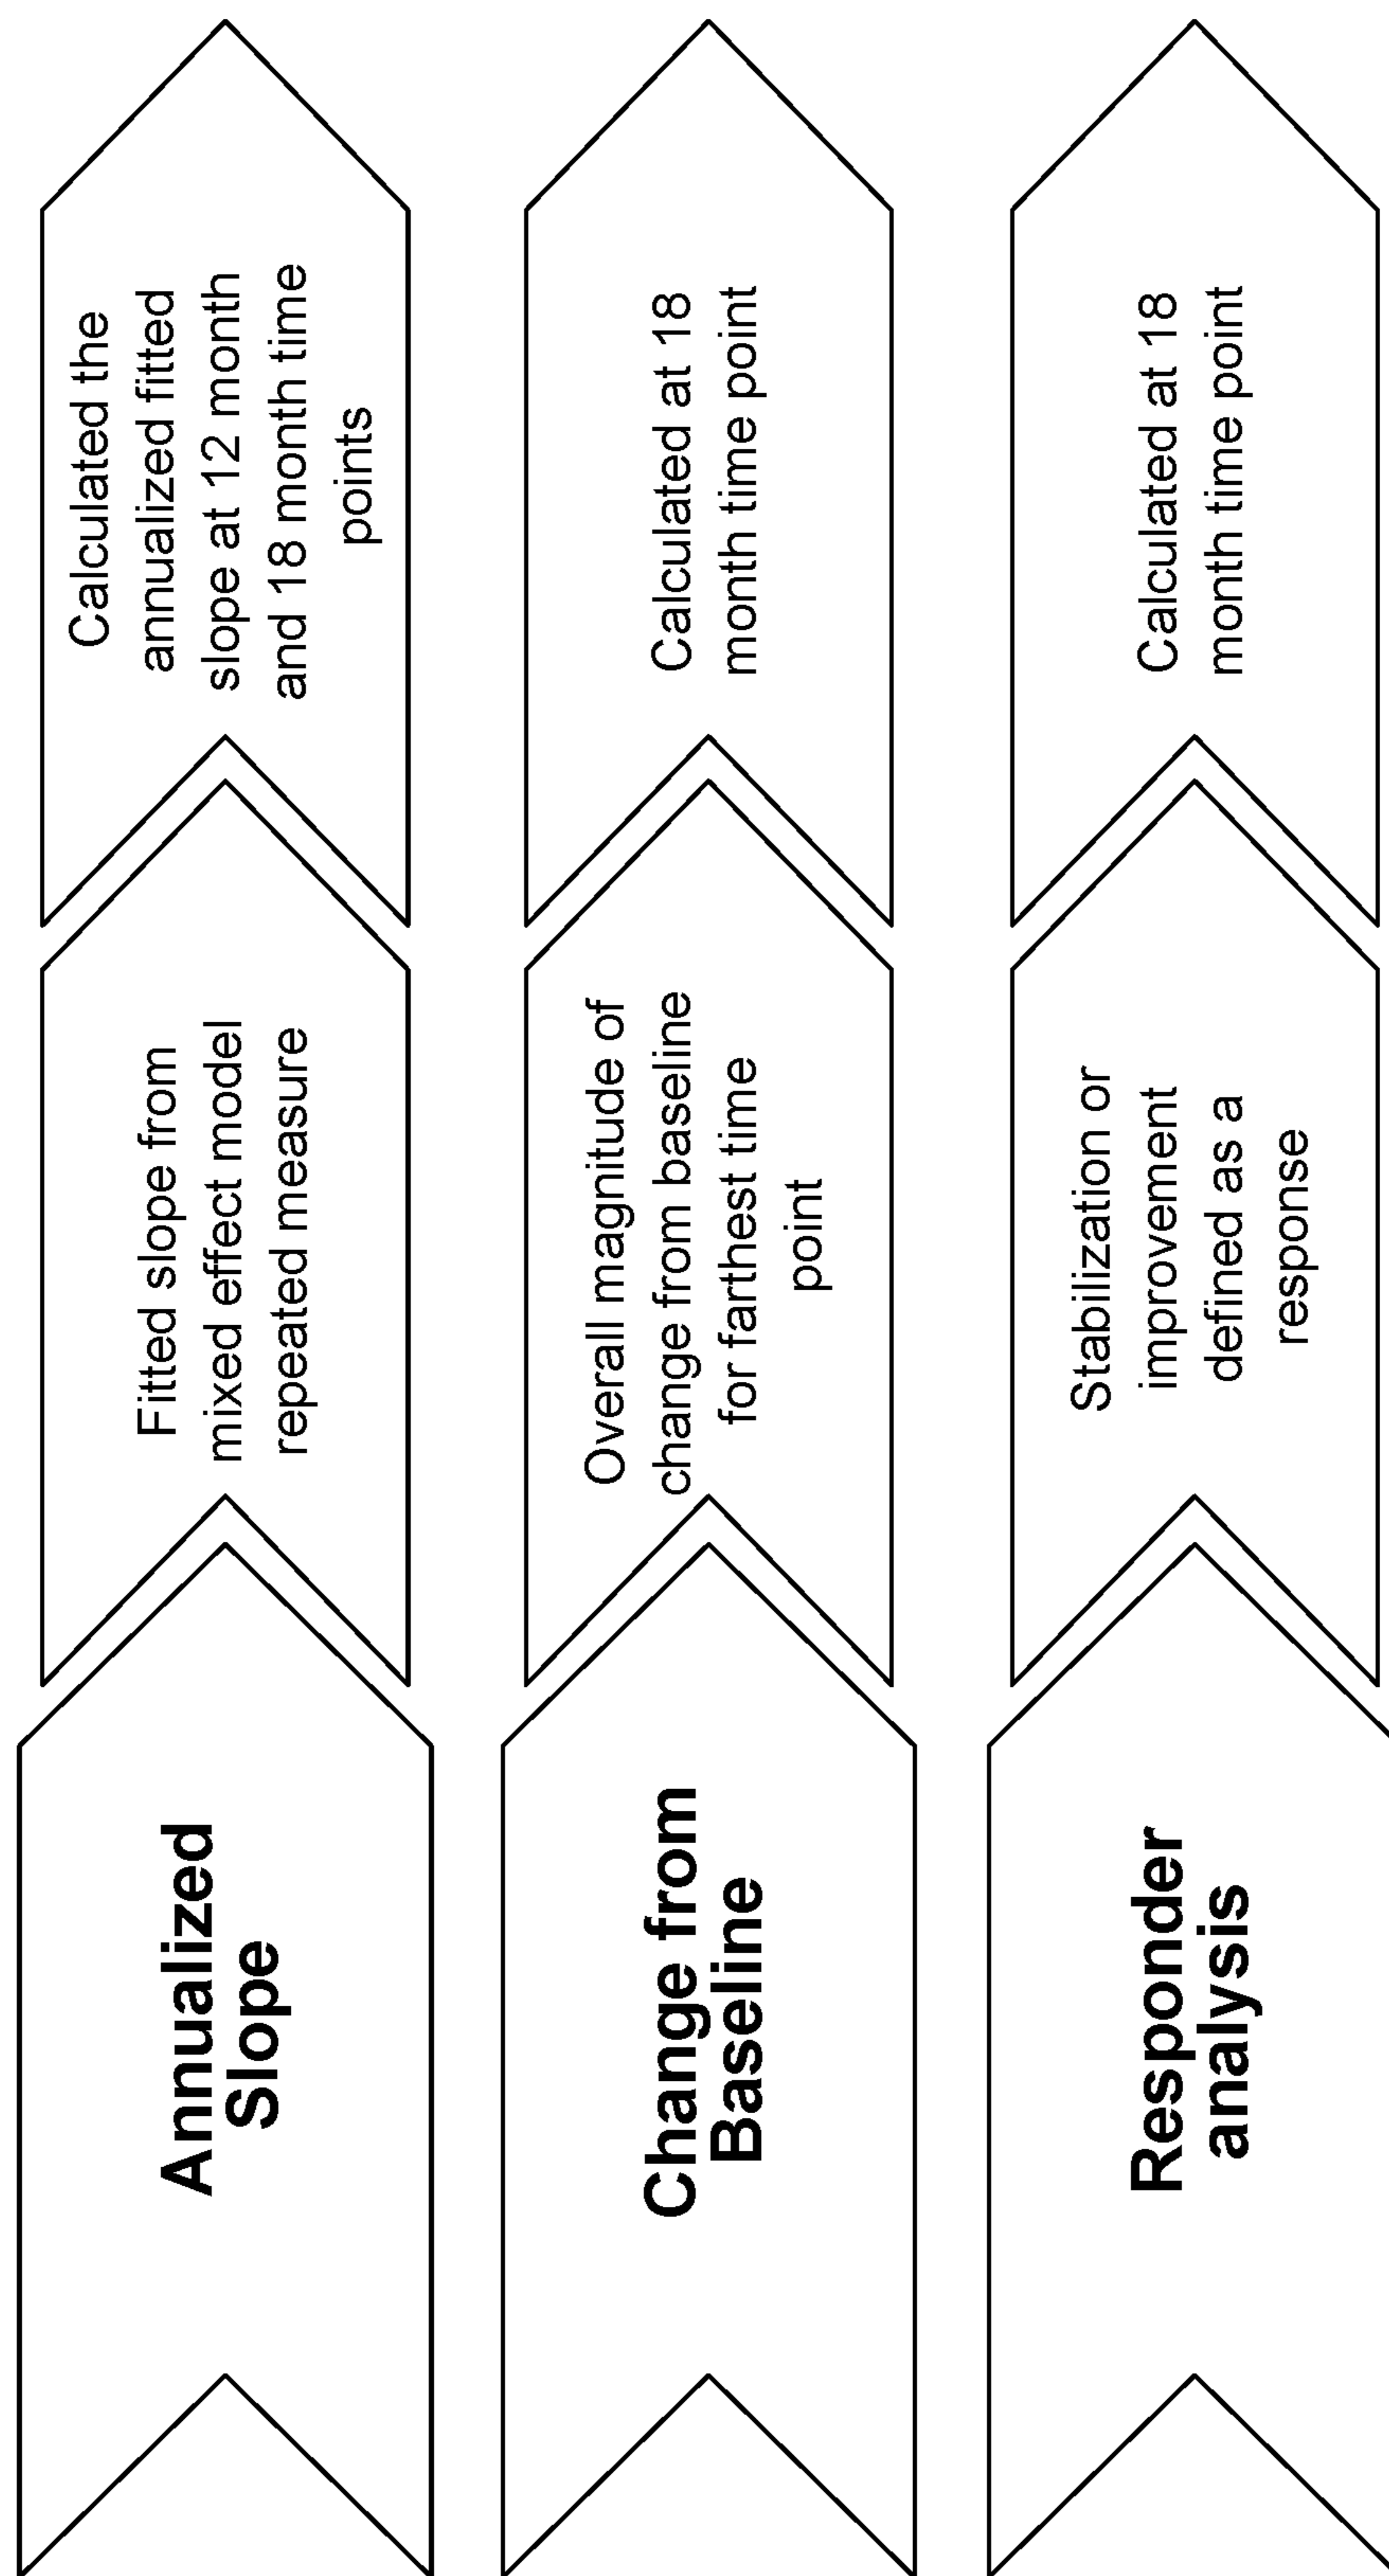 Annualized
Slope
Fitted slope from
mixed effect model
repeated measure
Calculated the
annualized fitted
slope at 12 month
and 18 month time
points
Change from
Baseline
Overall magnitude of
change from baseline
for farthest time
point
Calculated at 18
month time point
Responder
analysis
Stabilization or
improvement
defined as a
response
Calculated at 18
month time point